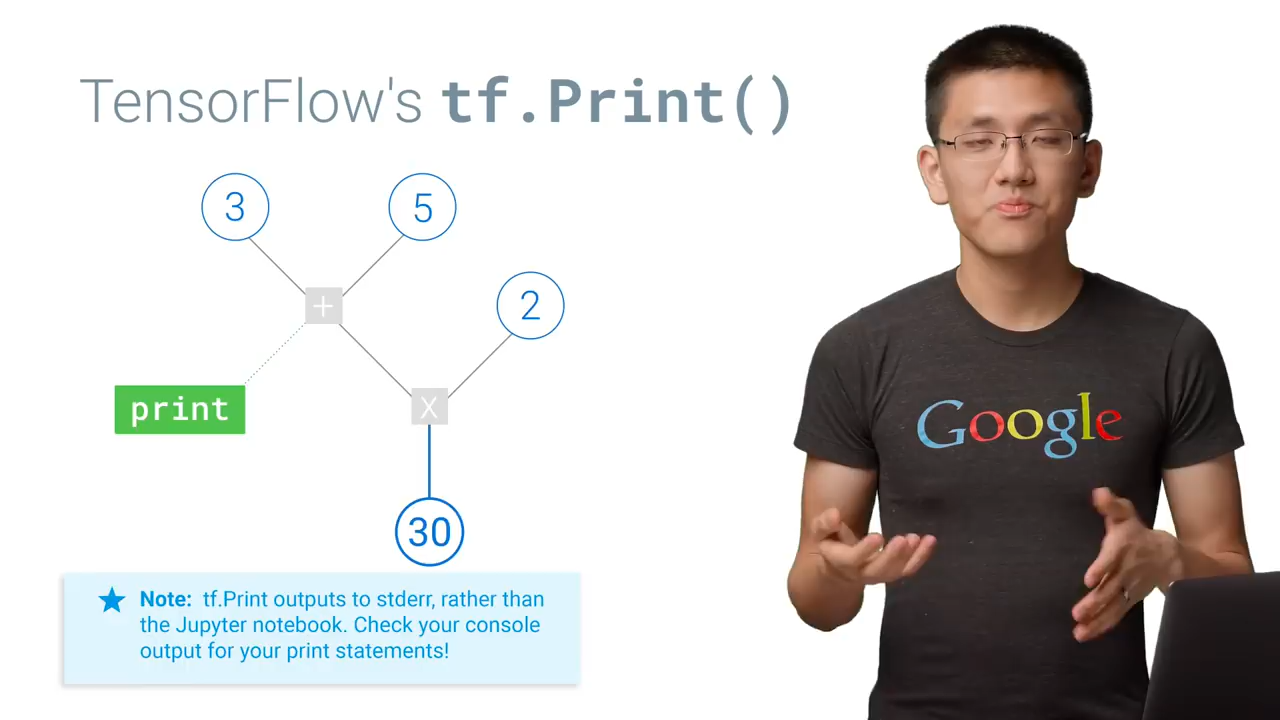 TensorFlow's tf.Print()
3
5
+
2
print
X
30
Note: tf.Print outputs to stderr, rather than
the Jupyter notebook. Check your console
output for your print statements!
Google